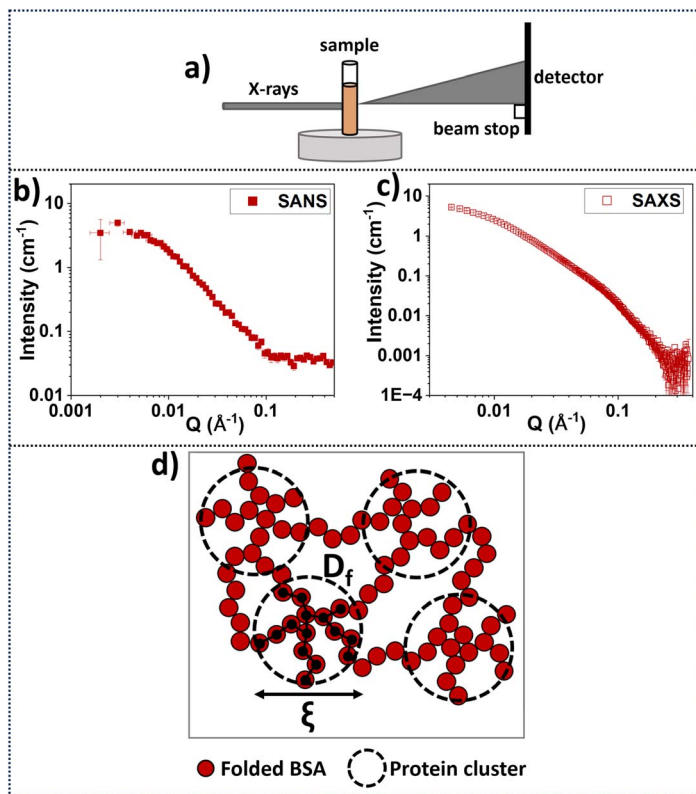 a)
sample
X-rays
detector
beam stop
b)
SANS
Intensity (cm⁻¹)
10
1
0.1
0.01
0.001
0.01
0.1
Q (Å⁻¹)
c)
SAXS
Intensity (cm⁻¹)
10
1
0.1
0.01
0.001
1E−4
0.01
0.1
Q (Å⁻¹)
d)
D_f
ξ
Folded BSA
Protein cluster